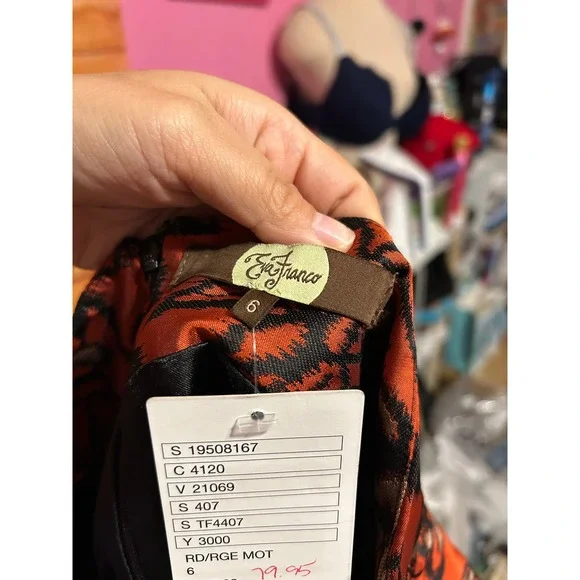 Eva Franco
6
S 19508167
C 4120
V 21069
S 407
S TF4407
Y 3000
RD/RGE MOT
6
79.95